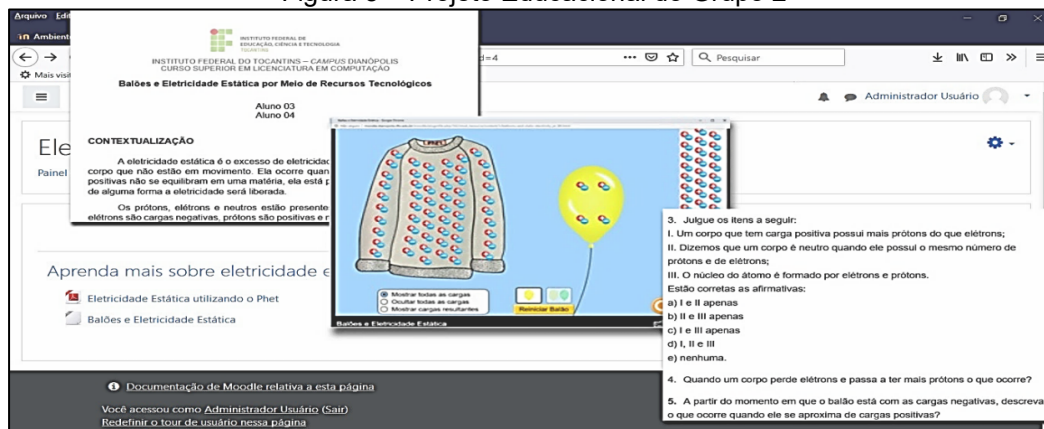 Arquivo
Ambient
Mais visit
Pesquisar
Administrador Usuário
INSTITUTO FEDERAL
EDUCAÇÃO, CIÊNCIA E TECNOLOGIA
TOCANTINS
INSTITUTO FEDERAL DO TOCANTINS – CAMPUS DIANÓPOLIS
CURSO SUPERIOR EM LICENCIATURA EM COMPUTAÇÃO
Balões e Eletricidade Estática por Meio de Recursos Tecnológicos
Aluno 03
Aluno 04
CONTEXTUALIZAÇÃO
A eletricidade estática é o excesso de eletricidac
corpo que não estão em movimento. Ela ocorre quan
positivas não se equilibram em uma matéria, ela está p
de alguma forma a eletricidade será liberada.
Os prótons, elétrons e neutros estão presente
elétrons são cargas negativas, prótons são positivas e r
Ele
Painel
Aprenda mais sobre eletricidade e
Eletricidade Estática utilizando o Phet
Balões e Eletricidade Estática
Mostrar todas as cargas
Ocultar todas as cargas
Mostrar cargas resultantes
Reiniciar Balão
Balões e Eletricidade Estática
3. Julgue os itens a seguir:
I. Um corpo que tem carga positiva possui mais prótons do que elétrons;
II. Dizemos que um corpo é neutro quando ele possui o mesmo número de
prótons e de elétrons;
III. O núcleo do átomo é formado por elétrons e prótons.
Estão corretas as afirmativas:
a) I e II apenas
b) II e III apenas
c) I e III apenas
d) I, II e III
e) nenhuma.
4. Quando um corpo perde elétrons e passa a ter mais prótons o que ocorre?
5. A partir do momento em que o balão está com as cargas negativas, descreva
o que ocorre quando ele se aproxima de cargas positivas?
Documentação de Moodle relativa a esta página
Você acessou como Administrador Usuário (Sair)
Redefinir o tour de usuário nessa página